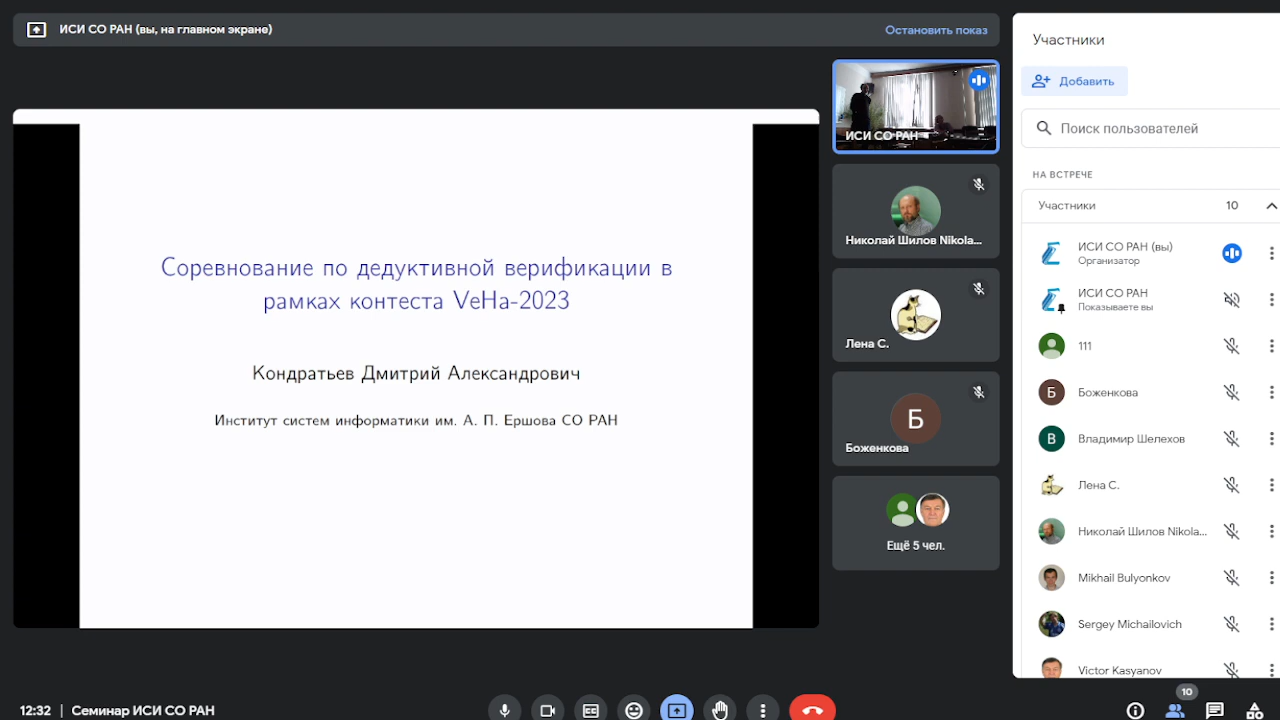 ИСИ СО РАН (вы, на главном экране)
Остановить показ
Соревнование по дедуктивной верификации в
рамках контеста VeHa-2023
Кондратьев Дмитрий Александрович
Институт систем информатики им. А. П. Ершова СО РАН
ИСИ СО РАН
Николай Шилов Nikola...
Лена С.
Б
Боженкова
Ещё 5 чел.
Участники
Добавить
Поиск пользователей
НА ВСТРЕЧЕ
Участники 10
ИСИ СО РАН (вы)
Организатор
ИСИ СО РАН
Показываете вы
111
Б Боженкова
В Владимир Шелехов
Лена С.
Николай Шилов Nikola...
Mikhail Bulyonkov
Sergey Michailovich
Victor Kasyanov
12:32 | Семинар ИСИ СО РАН
10